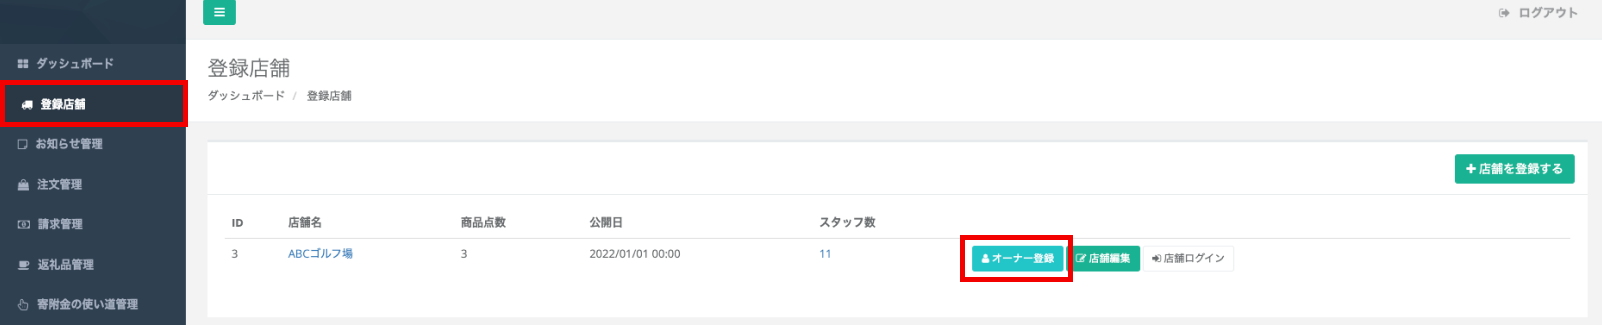 ログアウト
ダッシュボード
登録店舗
お知らせ管理
注文管理
請求管理
返礼品管理
寄附金の使い道管理
登録店舗
ダッシュボード / 登録店舗
+店舗を登録する
ID 店舗名 商品点数 公開日 スタッフ数
3 ABCゴルフ場 3 2022/01/01 00:00 11 オーナー登録 店舗編集 店舗ログイン